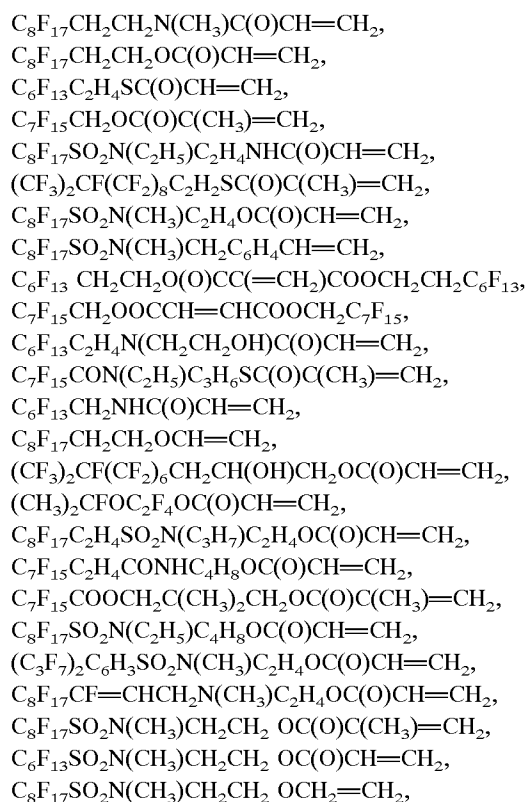 C₈F₁₇CH₂CH₂N(CH₃)C(O)CH=CH₂,
C₈F₁₇CH₂CH₂OC(O)CH=CH₂,
C₆F₁₃C₂H₄SC(O)CH=CH₂,
C₇F₁₅CH₂OC(O)C(CH₃)=CH₂,
C₈F₁₇SO₂N(C₂H₅)C₂H₄NHC(O)CH=CH₂,
(CF₃)₂CF(CF₂)₈C₂H₂SC(O)C(CH₃)=CH₂,
C₈F₁₇SO₂N(CH₃)C₂H₄OC(O)CH=CH₂,
C₈F₁₇SO₂N(CH₃)CH₂C₆H₄CH=CH₂,
C₆F₁₃ CH₂CH₂O(O)CC(=CH₂)COOCH₂CH₂C₆F₁₃,
C₇F₁₅CH₂OOCCH=CHCOOCH₂C₇F₁₅,
C₆F₁₃C₂H₄N(CH₂CH₂OH)C(O)CH=CH₂,
C₇F₁₅CON(C₂H₅)C₃H₆SC(O)C(CH₃)=CH₂,
C₆F₁₃CH₂NHC(O)CH=CH₂,
C₈F₁₇CH₂CH₂OCH=CH₂,
(CF₃)₂CF(CF₂)₆CH₂CH(OH)CH₂OC(O)CH=CH₂,
(CH₃)₂CFOC₂F₄OC(O)CH=CH₂,
C₈F₁₇C₂H₄SO₂N(C₃H₇)C₂H₄OC(O)CH=CH₂,
C₇F₁₅C₂H₄CONHC₄H₈OC(O)CH=CH₂,
C₇F₁₅COOCH₂C(CH₃)₂CH₂OC(O)C(CH₃)=CH₂,
C₈F₁₇SO₂N(C₂H₅)C₄H₈OC(O)CH=CH₂,
(C₃F₇)₂C₆H₃SO₂N(CH₃)C₂H₄OC(O)CH=CH₂,
C₈F₁₇CF=CHCH₂N(CH₃)C₂H₄OC(O)CH=CH₂,
C₈F₁₇SO₂N(CH₃)CH₂CH₂ OC(O)C(CH₃)=CH₂,
C₆F₁₃SO₂N(CH₃)CH₂CH₂ OC(O)CH=CH₂,
C₈F₁₇SO₂N(CH₃)CH₂CH₂ OCH₂=CH₂,